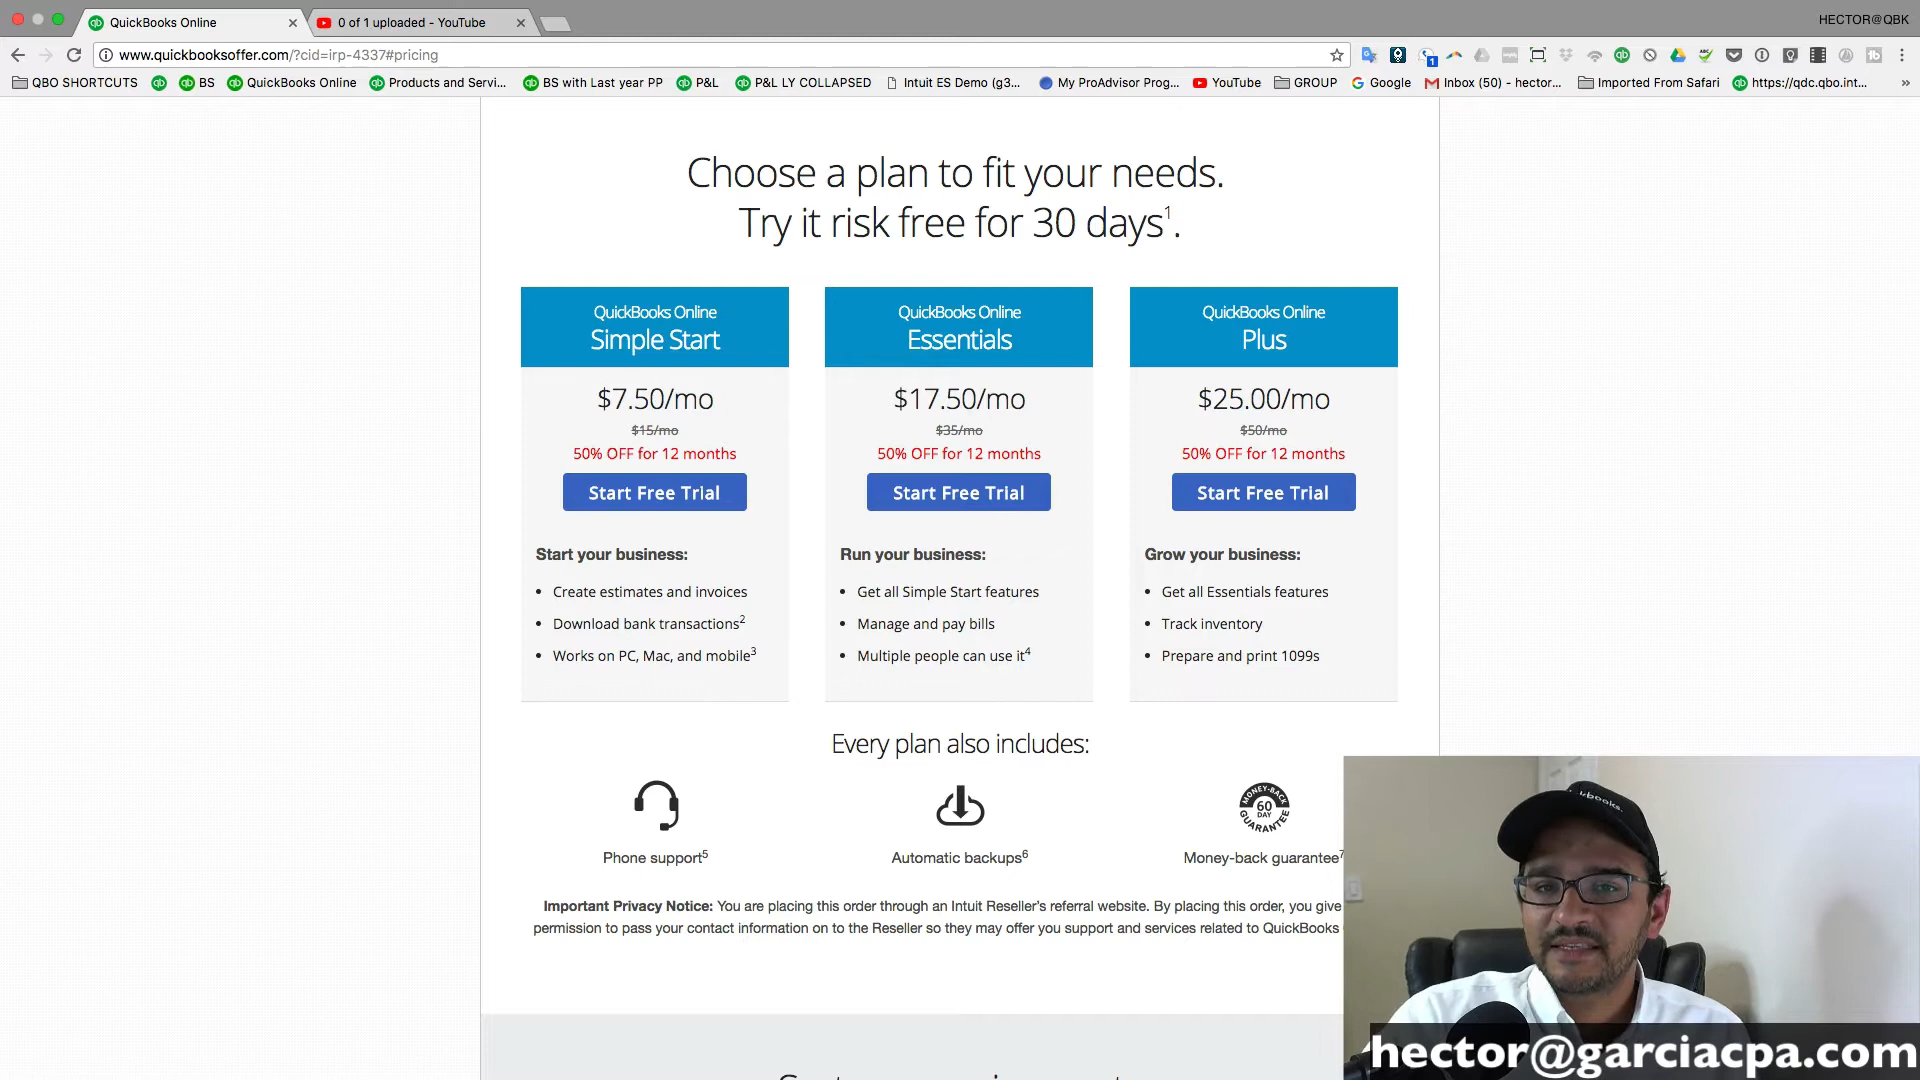 QuickBooks Online
0 of 1 uploaded - YouTube
HECTOR@QBK
www.quickbooksoffer.com/?cid=irp-4337#pricing
QBO SHORTCUTS BS QuickBooks Online Products and Servi... BS with Last year PP P&L P&L LY COLLAPSED Intuit ES Demo (g3... My ProAdvisor Prog... YouTube GROUP Google Inbox (50) - hector... Imported From Safari https://qdc.qbo.int... »
Choose a plan to fit your needs.
Try it risk free for 30 days¹.
QuickBooks Online
Simple Start
$7.50/mo
$15/mo
50% OFF for 12 months
Start Free Trial
Start your business:
• Create estimates and invoices
• Download bank transactions²
• Works on PC, Mac, and mobile³
QuickBooks Online
Essentials
$17.50/mo
$35/mo
50% OFF for 12 months
Start Free Trial
Run your business:
• Get all Simple Start features
• Manage and pay bills
• Multiple people can use it⁴
QuickBooks Online
Plus
$25.00/mo
$50/mo
50% OFF for 12 months
Start Free Trial
Grow your business:
• Get all Essentials features
• Track inventory
• Prepare and print 1099s
Every plan also includes:
Phone support⁵
Automatic backups⁶
MONEY-BACK
60
DAY
GUARANTEE
Money-back guarantee⁷
Important Privacy Notice: You are placing this order through an Intuit Reseller's referral website. By placing this order, you give
permission to pass your contact information on to the Reseller so they may offer you support and services related to QuickBooks
hector@garciacpa.com